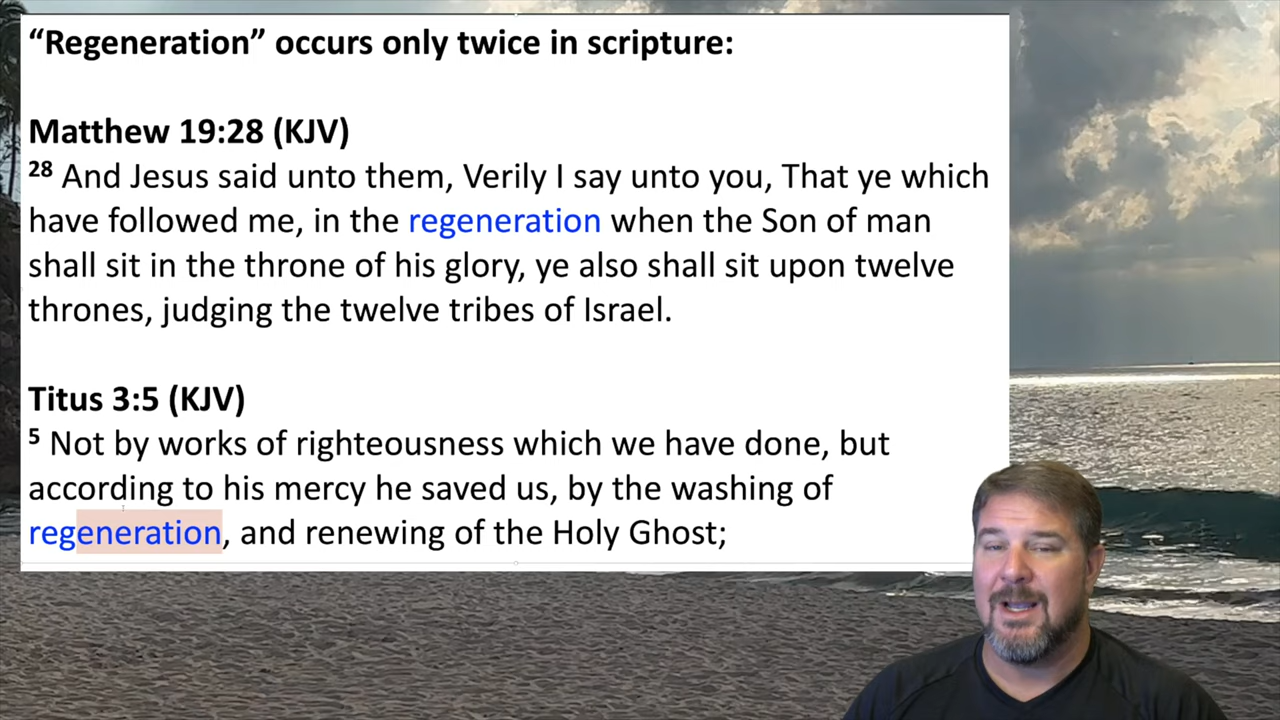 “Regeneration” occurs only twice in scripture:
Matthew 19:28 (KJV)
28 And Jesus said unto them, Verily I say unto you, That ye which
have followed me, in the regeneration when the Son of man
shall sit in the throne of his glory, ye also shall sit upon twelve
thrones, judging the twelve tribes of Israel.
Titus 3:5 (KJV)
5 Not by works of righteousness which we have done, but
according to his mercy he saved us, by the washing of
regeneration, and renewing of the Holy Ghost;